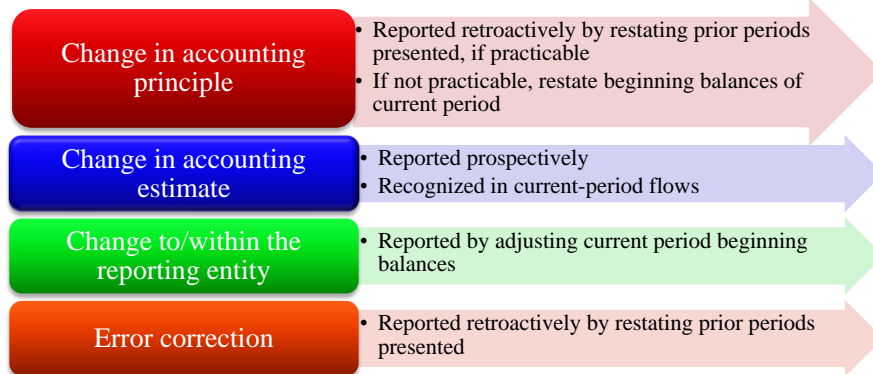 Change in accounting
principle
• Reported retroactively by restating prior periods
presented, if practicable
• If not practicable, restate beginning balances of
current period
Change in accounting
estimate
• Reported prospectively
• Recognized in current-period flows
Change to/within the
reporting entity
• Reported by adjusting current period beginning
balances
Error correction
• Reported retroactively by restating prior periods
presented